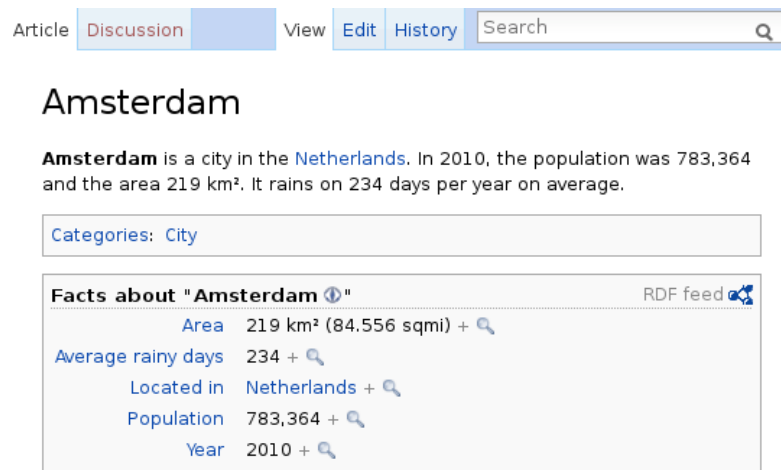 Article Discussion View Edit History Search
Amsterdam
Amsterdam is a city in the Netherlands. In 2010, the population was 783,364
and the area 219 km². It rains on 234 days per year on average.
Categories: City
Facts about "Amsterdam " RDF feed
Area 219 km² (84.556 sqmi) +
Average rainy days 234 +
Located in Netherlands +
Population 783,364 +
Year 2010 +